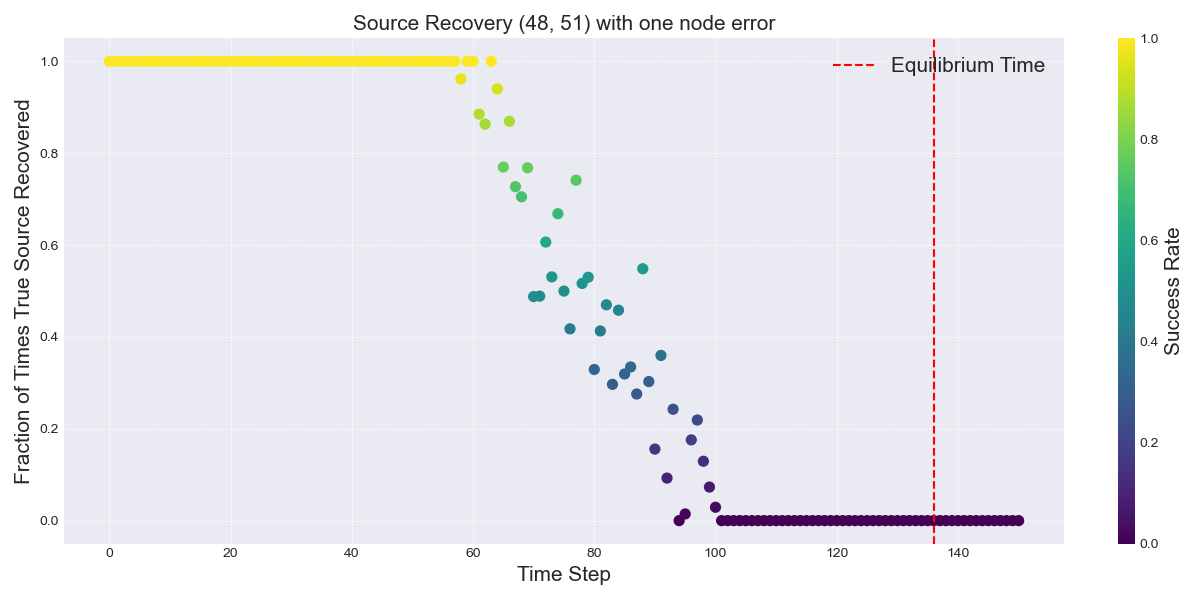 Source Recovery (48, 51) with one node error
Fraction of Times True Source Recovered
1.0
0.8
0.6
0.4
0.2
0.0
Equilibrium Time
0 20 40 60 80 100 120 140
Time Step
1.0
0.8
0.6
0.4
0.2
0.0
Success Rate